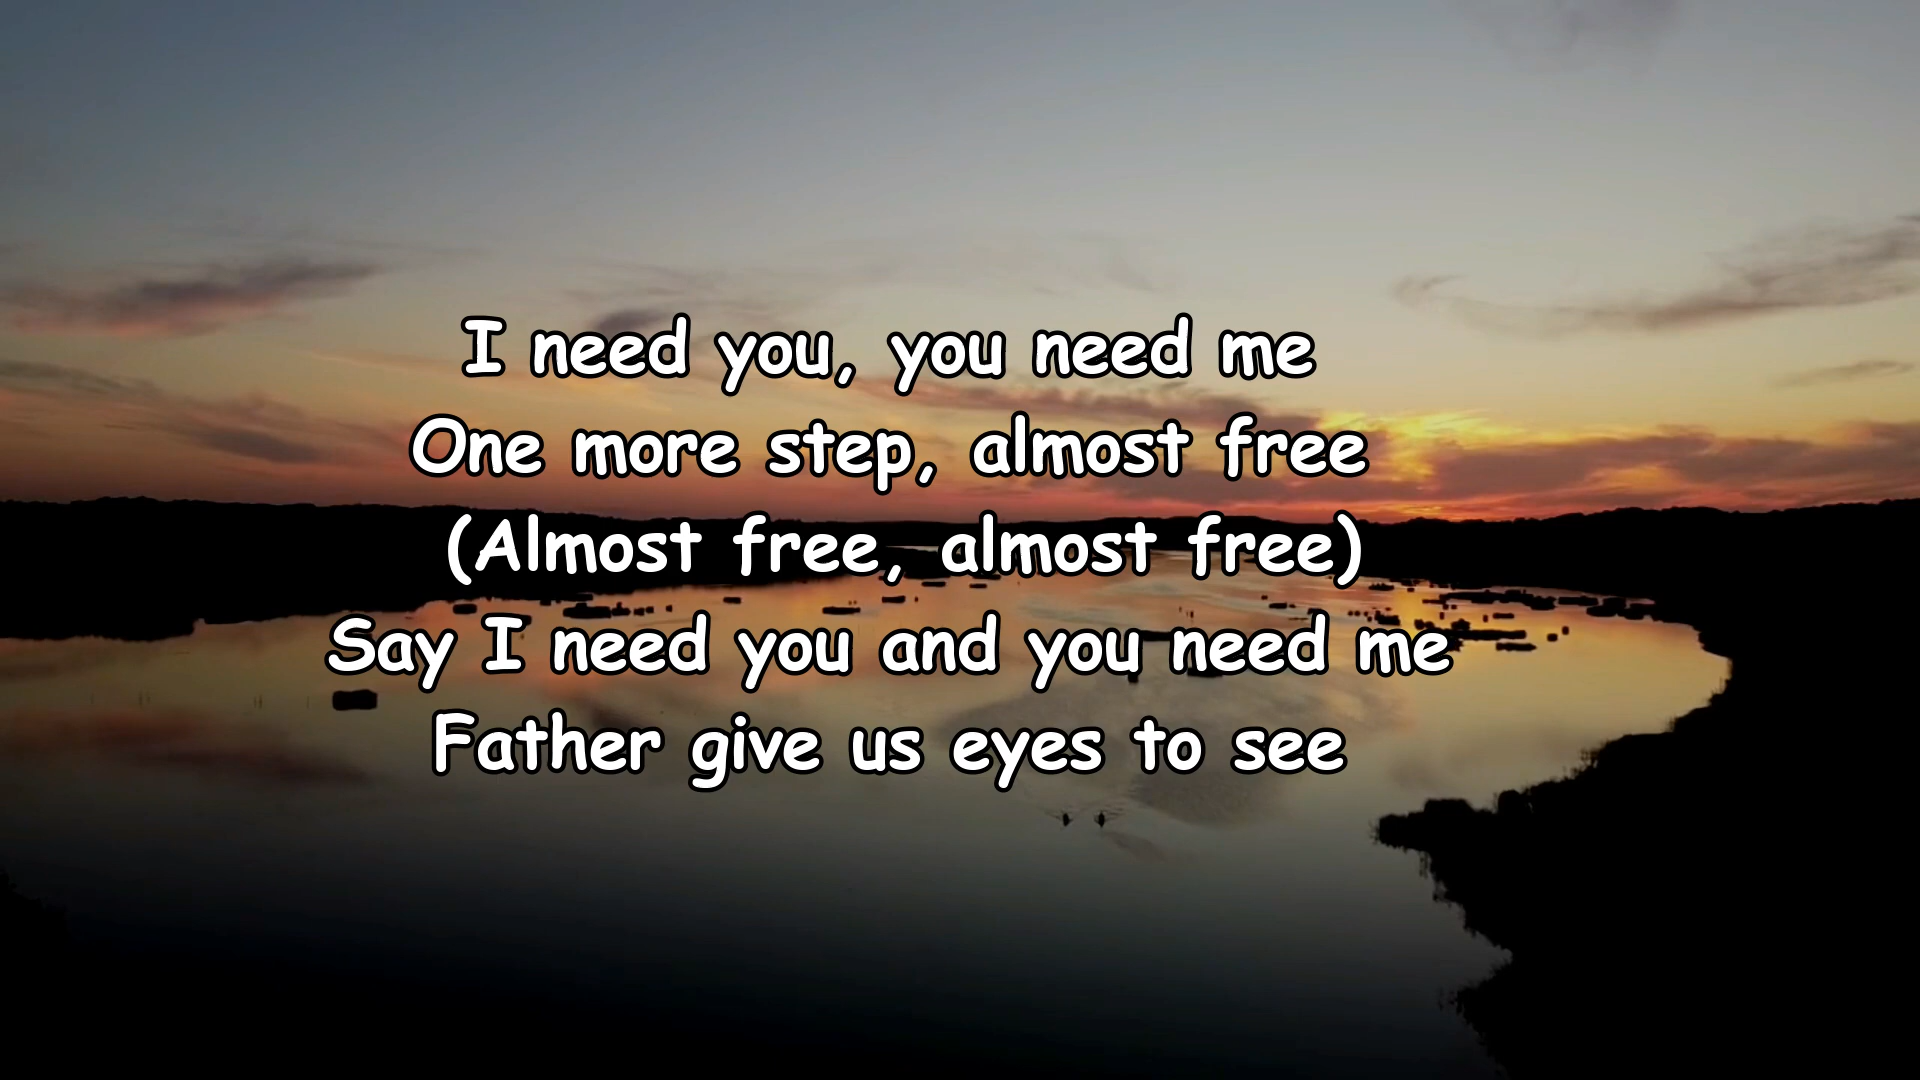 I need you, you need me
One more step, almost free
(Almost free, almost free)
Say I need you and you need me
Father give us eyes to see